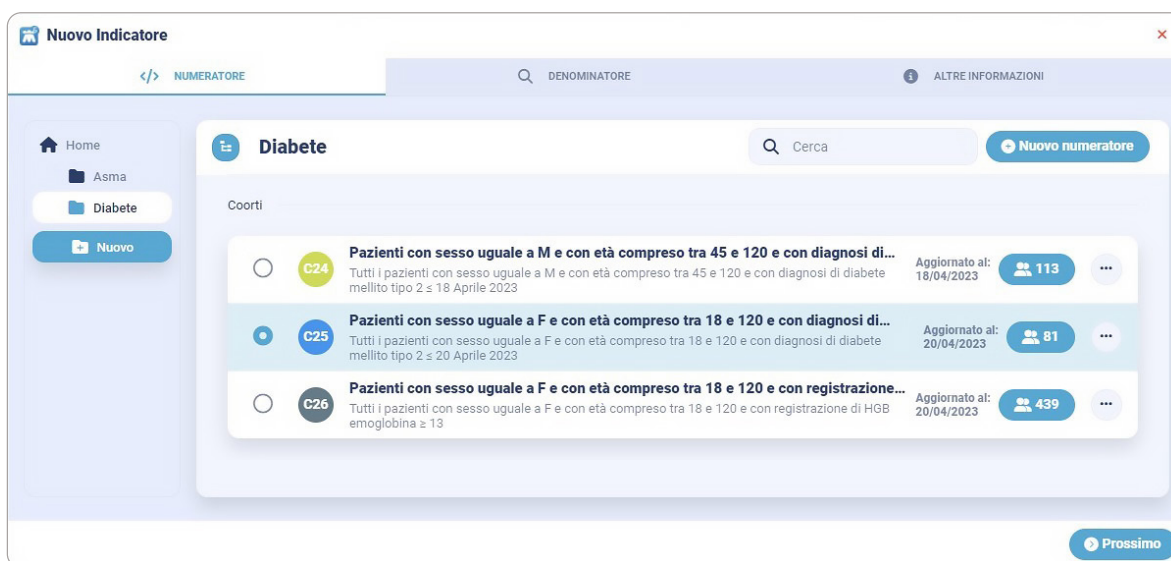 Nuovo Indicatore
×
</> NUMERATORE
DENOMINATORE
ALTRE INFORMAZIONI
Home
Asma
Diabete
Nuovo
Diabete
Cerca
Nuovo numeratore
Coorti
C24
Pazienti con sesso uguale a M e con età compreso tra 45 e 120 e con diagnosi di...
Tutti i pazienti con sesso uguale a M e con età compreso tra 45 e 120 e con diagnosi di diabete
mellito tipo 2 ≤ 18 Aprile 2023
Aggiornato al:
18/04/2023
113
C25
Pazienti con sesso uguale a F e con età compreso tra 18 e 120 e con diagnosi di...
Tutti i pazienti con sesso uguale a F e con età compreso tra 18 e 120 e con diagnosi di diabete
mellito tipo 2 ≤ 20 Aprile 2023
Aggiornato al:
20/04/2023
81
C26
Pazienti con sesso uguale a F e con età compreso tra 18 e 120 e con registrazione...
Tutti i pazienti con sesso uguale a F e con età compreso tra 18 e 120 e con registrazione di HGB
emoglobina ≥ 13
Aggiornato al:
20/04/2023
439
Prossimo